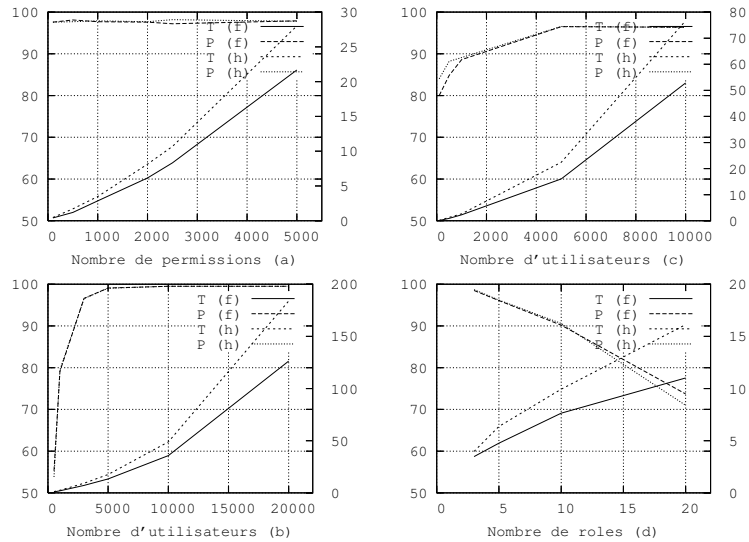 100
90
80
70
60
50
30
25
20
15
10
5
0
T (f)
P (f)
T (h)
P (h)
0 1000 2000 3000 4000 5000
Nombre de permissions (a)
100
90
80
70
60
50
80
70
60
50
40
30
20
10
0
T (f)
P (f)
T (h)
P (h)
0 2000 4000 6000 8000 10000
Nombre d'utilisateurs (c)
100
90
80
70
60
50
200
150
100
50
0
T (f)
P (f)
T (h)
P (h)
0 5000 10000 15000 20000
Nombre d'utilisateurs (b)
100
90
80
70
60
50
20
15
10
5
0
T (f)
P (f)
T (h)
P (h)
0 5 10 15 20
Nombre de roles (d)